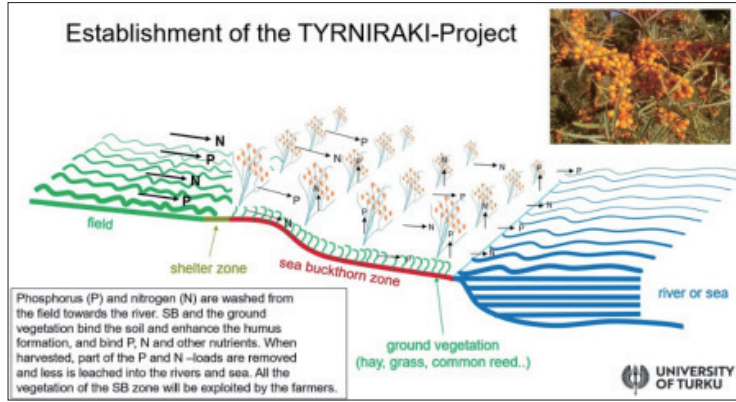 Establishment of the TYRNIRAKI-Project
N
P
N
P
P
N
P
N
P
N
P
N
P
N
P
N
P
N
P
N
field
shelter zone
sea buckthorn zone
river or sea
ground vegetation
(hay, grass, common reed..)
Phosphorus (P) and nitrogen (N) are washed from
the field towards the river. SB and the ground
vegetation bind the soil and enhance the humus
formation, and bind P, N and other nutrients. When
harvested, part of the P and N –loads are removed
and less is leached into the rivers and sea. All the
vegetation of the SB zone will be exploited by the
farmers.
UNIVERSITY
OF TURKU